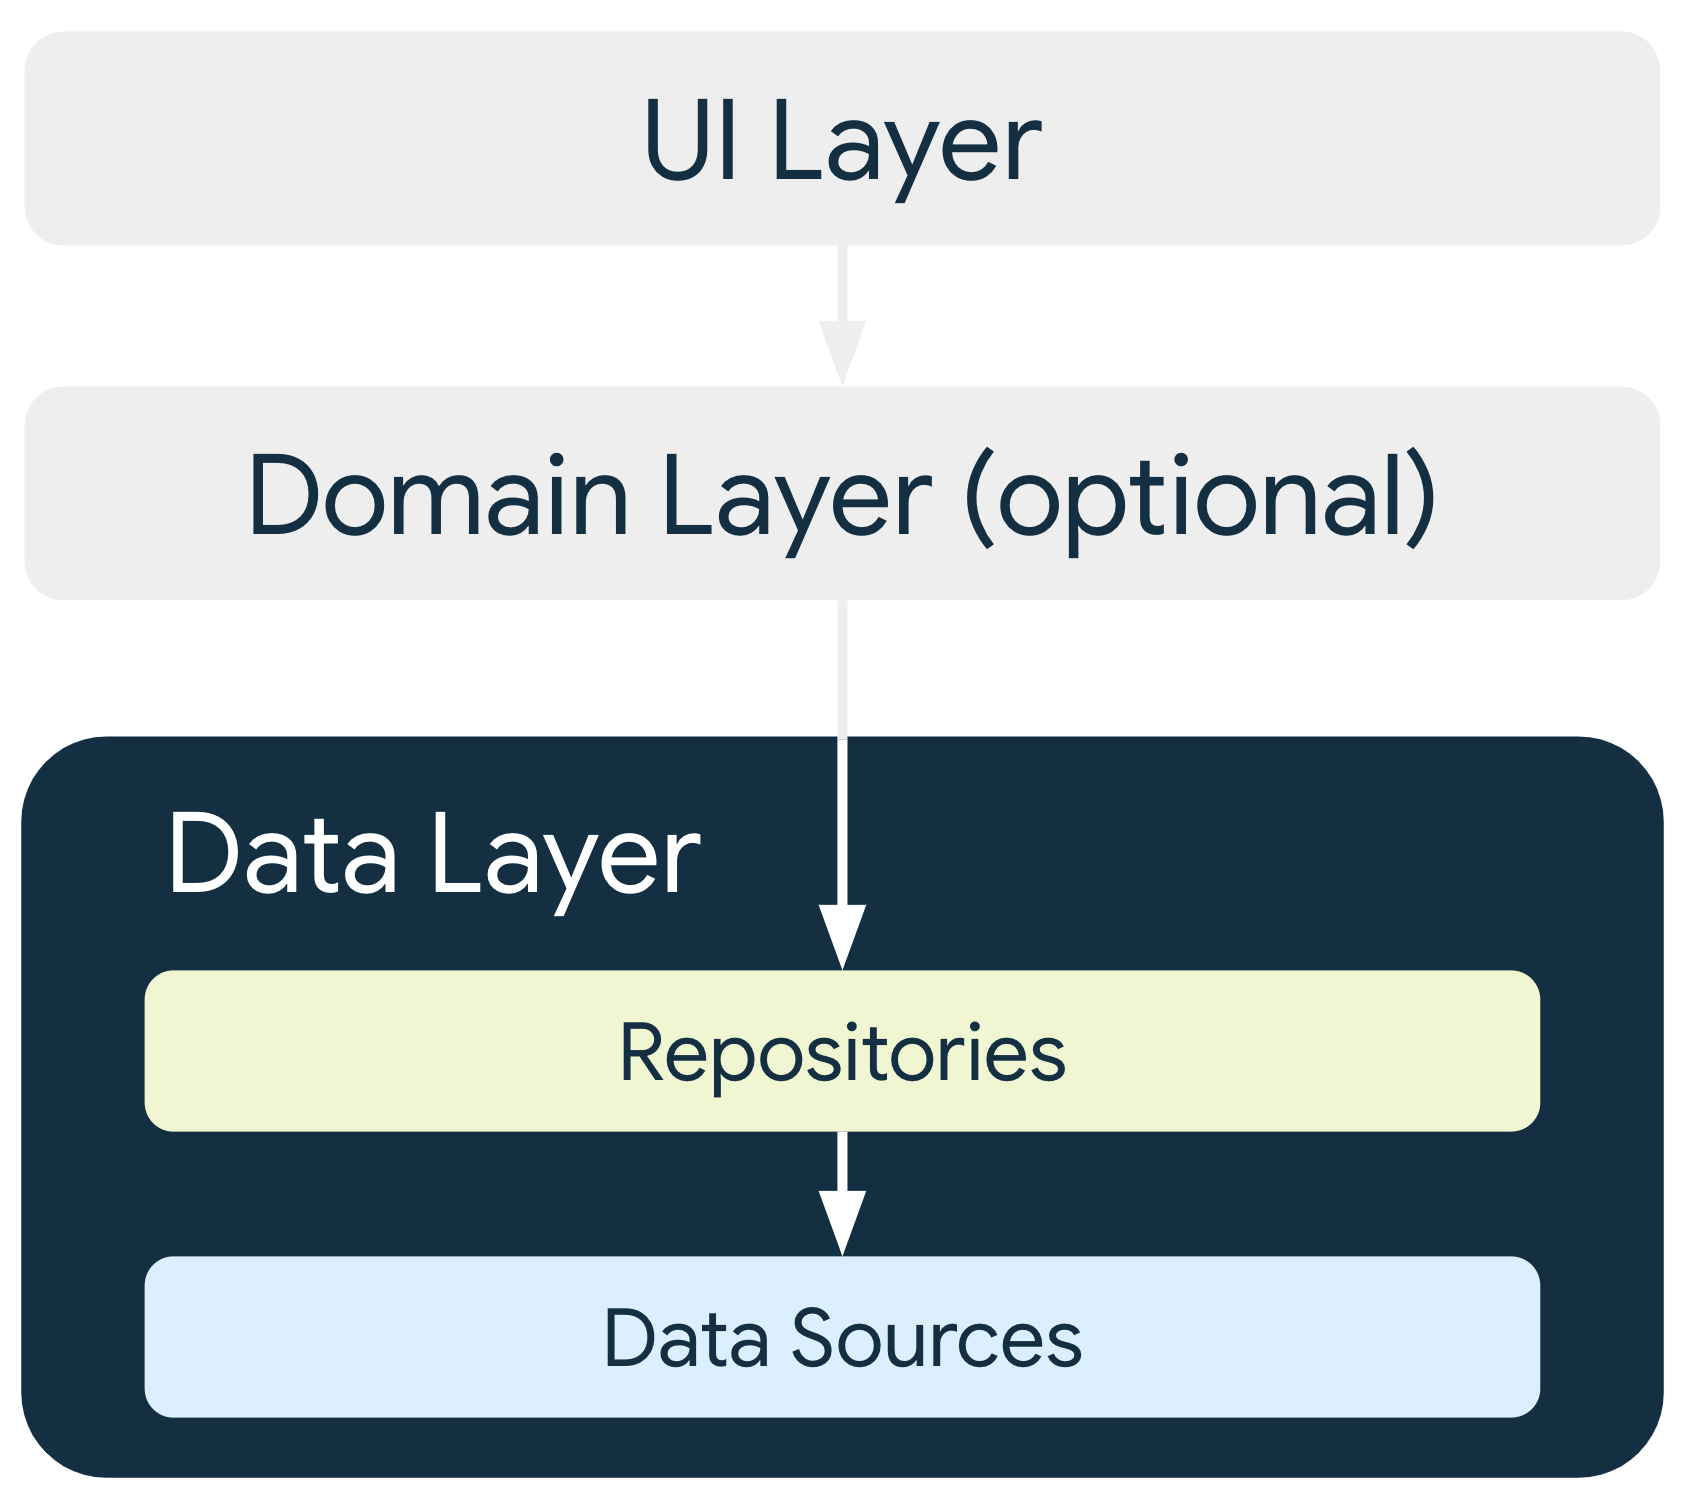 UI Layer
Domain Layer (optional)
Data Layer
Repositories
Data Sources